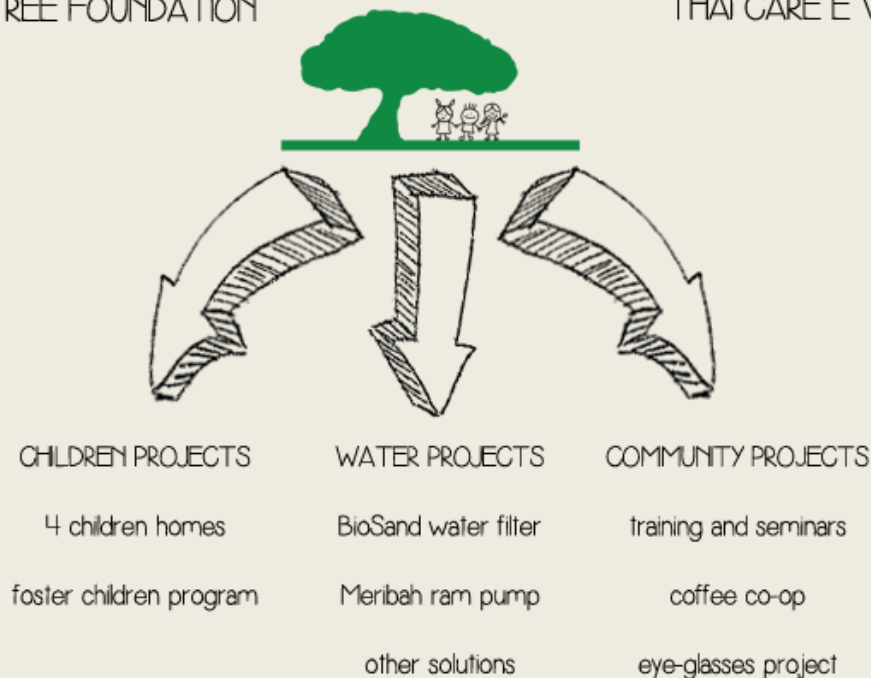 REE FOUNDATION
THAI CARE E V
CHILDREN PROJECTS
4 children homes
foster children program
WATER PROJECTS
BioSand water filter
Meribah ram pump
other solutions
COMMUNITY PROJECTS
training and seminars
coffee co-op
eye-glasses project